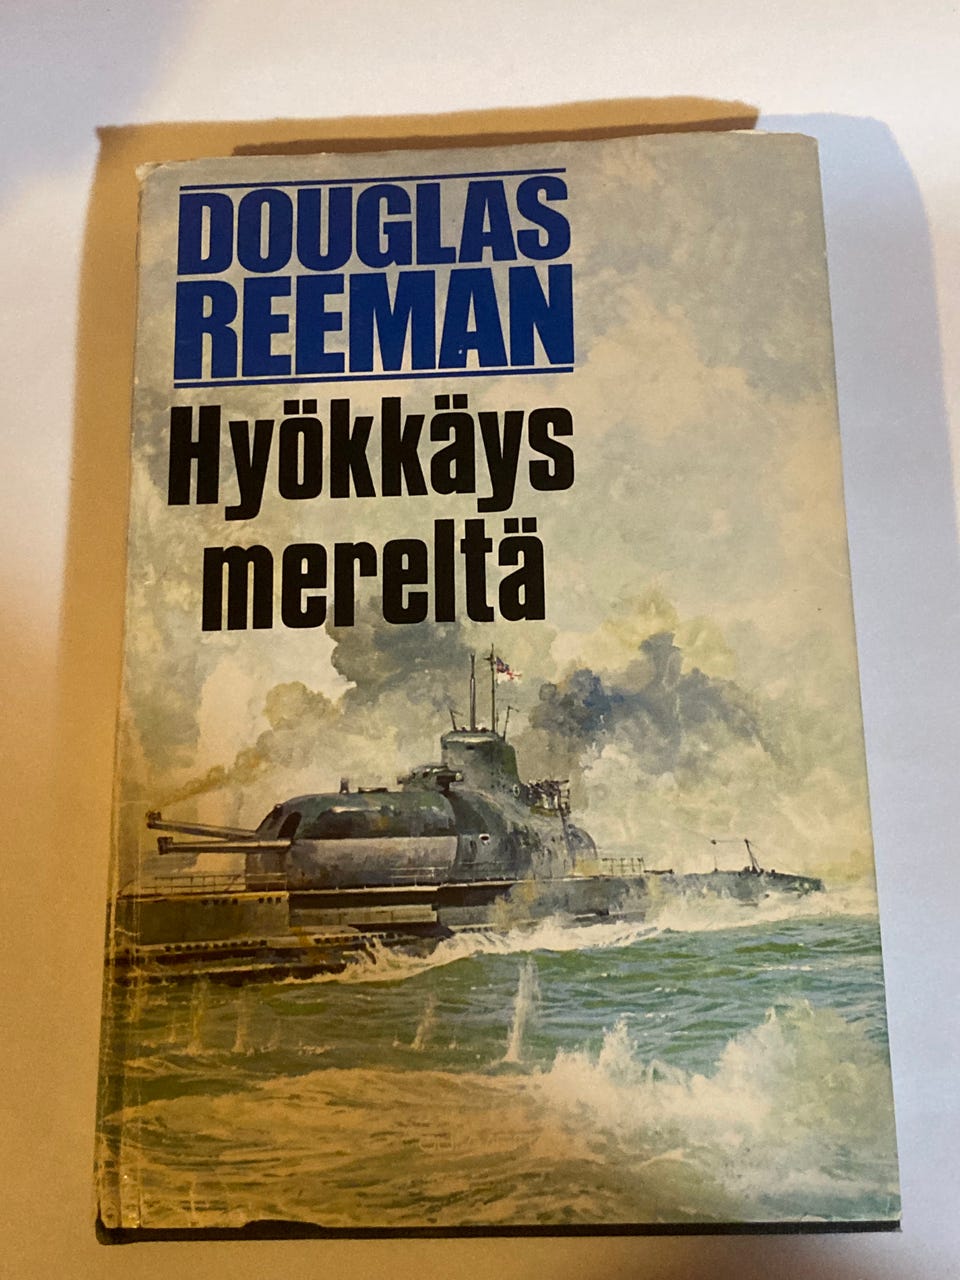 DOUGLAS
REEMAN
Hyökkäys
mereltä